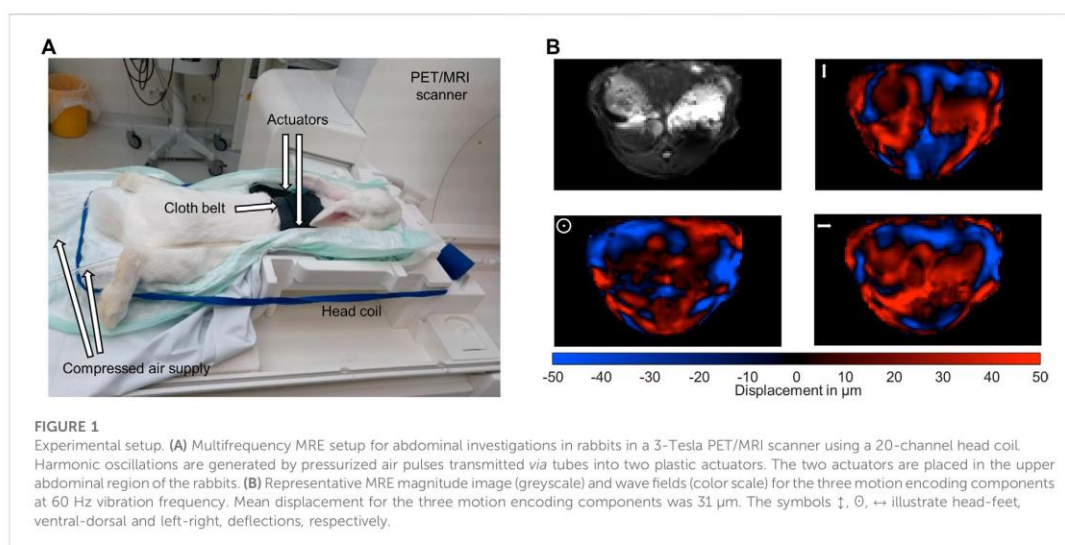 A
B
PET/MRI
scanner
Actuators
Cloth belt
Head coil
Compressed air supply
-50 -40 -30 -20 -10 0 10 20 30 40 50
Displacement in µm
FIGURE 1
Experimental setup. (A) Multifrequency MRE setup for abdominal investigations in rabbits in a 3-Tesla PET/MRI scanner using a 20-channel head coil.
Harmonic oscillations are generated by pressurized air pulses transmitted via tubes into two plastic actuators. The two actuators are placed in the upper
abdominal region of the rabbits. (B) Representative MRE magnitude image (greyscale) and wave fields (color scale) for the three motion encoding components
at 60 Hz vibration frequency. Mean displacement for the three motion encoding components was 31 µm. The symbols ↕, ʘ, ↔ illustrate head-feet,
ventral-dorsal and left-right, deflections, respectively.